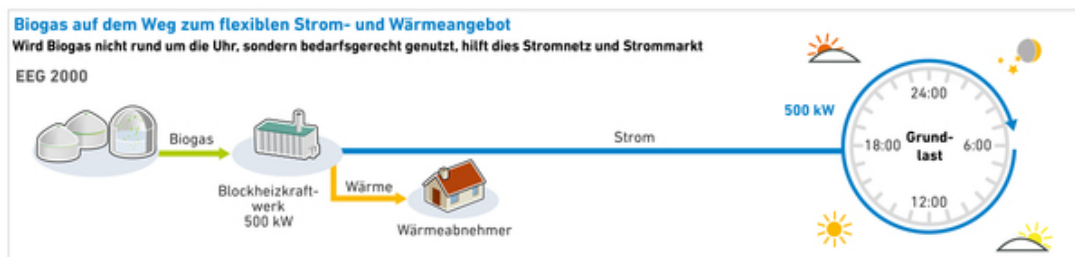 Biogas auf dem Weg zum flexiblen Strom- und Wärmeangebot
Wird Biogas nicht rund um die Uhr, sondern bedarfsgerecht genutzt, hilft dies Stromnetz und Strommarkt
EEG 2000
Biogas
Blockheizkraft-
werk
500 kW
Wärme
Wärmeabnehmer
Strom
500 kW
24:00
18:00
Grund-
last
6:00
12:00